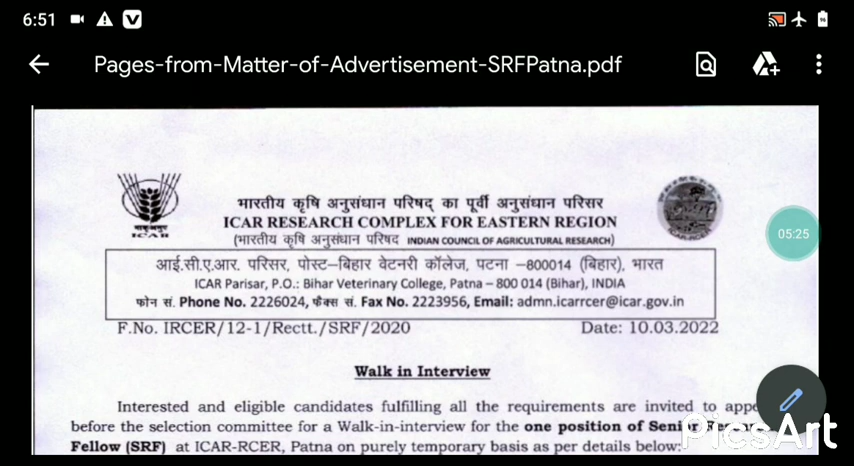 6:51
Pages-from-Matter-of-Advertisement-SRFPatna.pdf
भारतीय कृषि अनुसंधान परिषद् का पूर्वी अनुसंधान परिसर
ICAR RESEARCH COMPLEX FOR EASTERN REGION
(भारतीय कृषि अनुसंधान परिषद INDIAN COUNCIL OF AGRICULTURAL RESEARCH)
ICAR
05:25
आई.सी.ए.आर. परिसर, पोस्ट–बिहार वेटनरी कॉलेज, पटना –800014 (बिहार), भारत
ICAR Parisar, P.O.: Bihar Veterinary College, Patna – 800 014 (Bihar), INDIA
फोन सं. Phone No. 2226024, फैक्स सं. Fax No. 2223956, Email: admn.icarrcer@icar.gov.in
F.No. IRCER/12-1/Rectt./SRF/2020 Date: 10.03.2022
Walk in Interview
Interested and eligible candidates fulfilling all the requirements are invited to
before the selection committee for a Walk-in-interview for the one position of Senior
Fellow (SRF) at ICAR-RCER, Patna on purely temporary basis as per details below:
PicsArt